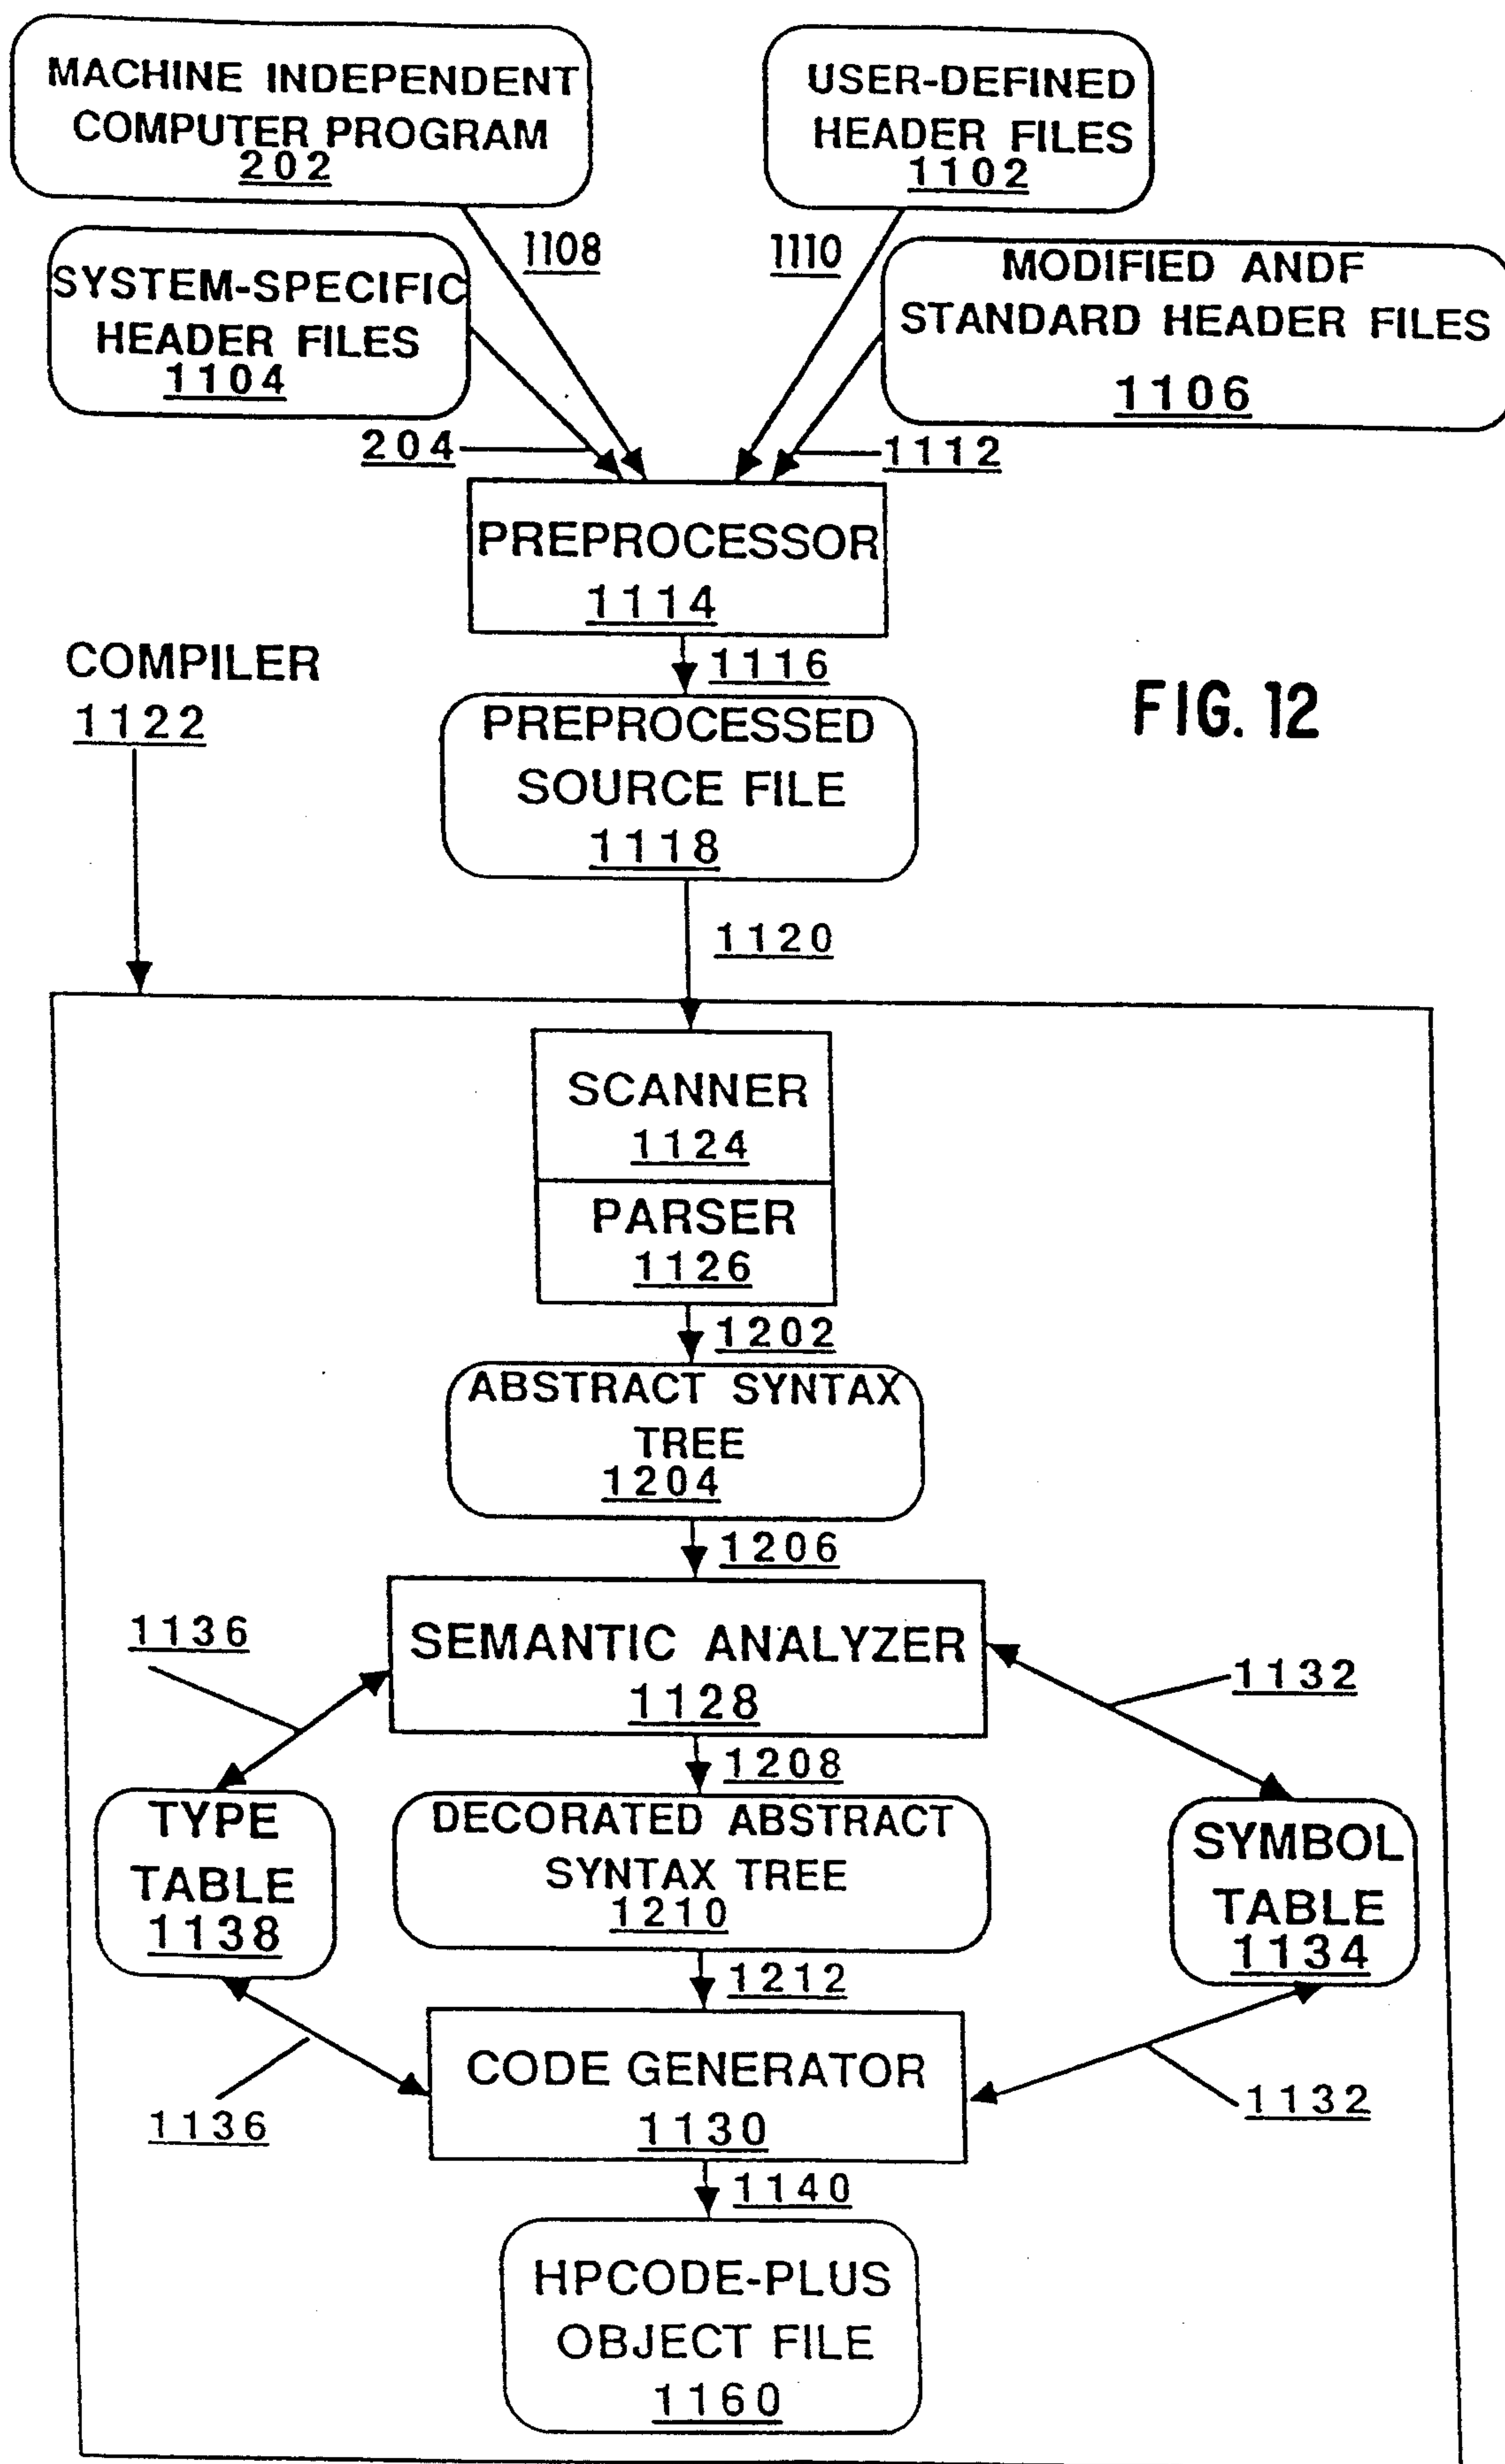 MACHINE INDEPENDENT
COMPUTER PROGRAM
202
USER-DEFINED
HEADER FILES
1102
1108
1110
SYSTEM-SPECIFIC
HEADER FILES
1104
MODIFIED ANDF
STANDARD HEADER FILES
1106
204
1112
PREPROCESSOR
1114
1116
COMPILER
1122
FIG. 12
PREPROCESSED
SOURCE FILE
1118
1120
SCANNER
1124
PARSER
1126
1202
ABSTRACT SYNTAX
TREE
1204
1206
SEMANTIC ANALYZER
1128
1136
1132
1208
TYPE
TABLE
1138
DECORATED ABSTRACT
SYNTAX TREE
1210
SYMBOL
TABLE
1134
1212
CODE GENERATOR
1130
1136
1132
1140
HPCODE-PLUS
OBJECT FILE
1160